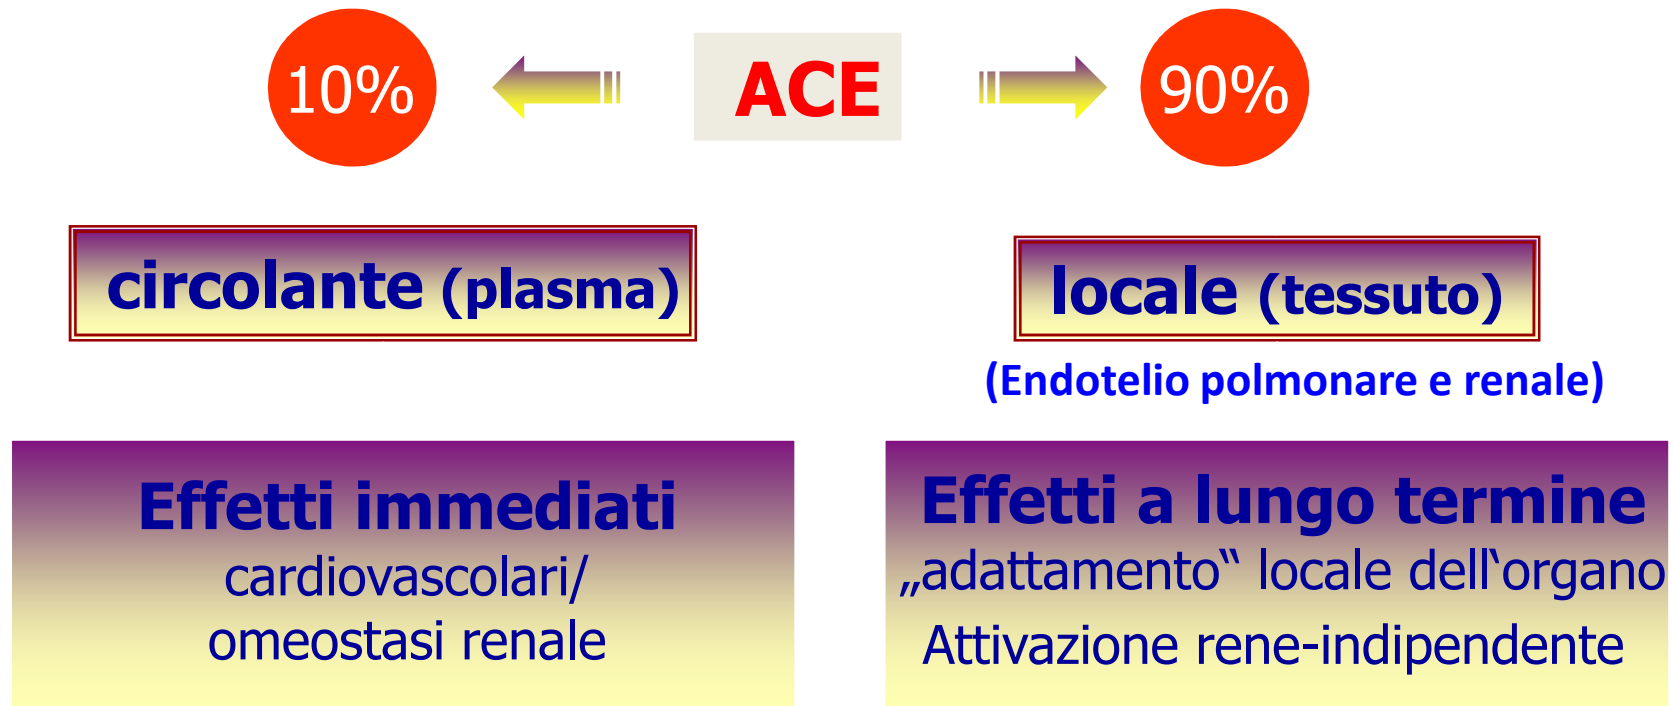 10%
ACE
90%
circolante (plasma)
locale (tessuto)
(Endotelio polmonare e renale)
Effetti immediati
cardiovascolari/
omeostasi renale
Effetti a lungo termine
„adattamento“ locale dell‘organo
Attivazione rene-indipendente